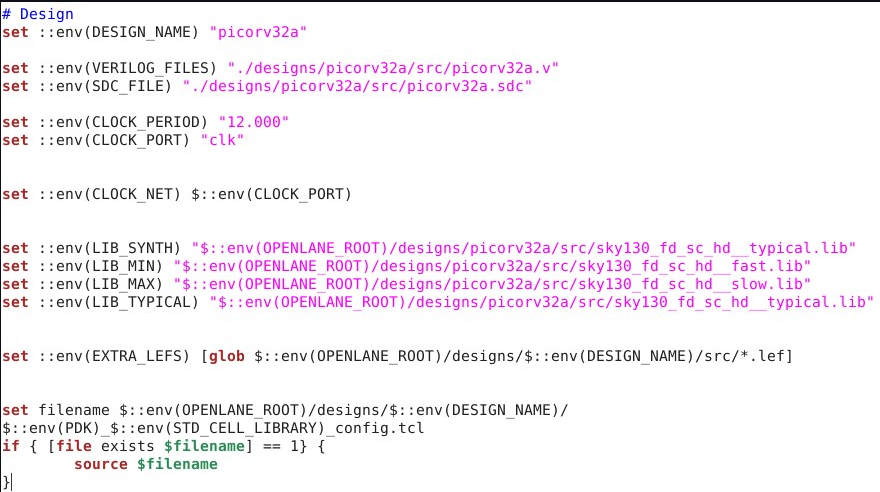 # Design
set ::env(DESIGN_NAME) "picorv32a"
set ::env(VERILOG_FILES) "./designs/picorv32a/src/picorv32a.v"
set ::env(SDC_FILE) "./designs/picorv32a/src/picorv32a.sdc"
set ::env(CLOCK_PERIOD) "12.000"
set ::env(CLOCK_PORT) "clk"
set ::env(CLOCK_NET) $::env(CLOCK_PORT)
set ::env(LIB_SYNTH) "$::env(OPENLANE_ROOT)/designs/picorv32a/src/sky130_fd_sc_hd__typical.lib"
set ::env(LIB_MIN) "$::env(OPENLANE_ROOT)/designs/picorv32a/src/sky130_fd_sc_hd__fast.lib"
set ::env(LIB_MAX) "$::env(OPENLANE_ROOT)/designs/picorv32a/src/sky130_fd_sc_hd__slow.lib"
set ::env(LIB_TYPICAL) "$::env(OPENLANE_ROOT)/designs/picorv32a/src/sky130_fd_sc_hd__typical.lib"
set ::env(EXTRA_LEFS) [glob $::env(OPENLANE_ROOT)/designs/$::env(DESIGN_NAME)/src/*.lef]
set filename $::env(OPENLANE_ROOT)/designs/$::env(DESIGN_NAME)/
$::env(PDK)_$::env(STD_CELL_LIBRARY)_config.tcl
if { [file exists $filename] == 1} {
        source $filename
}